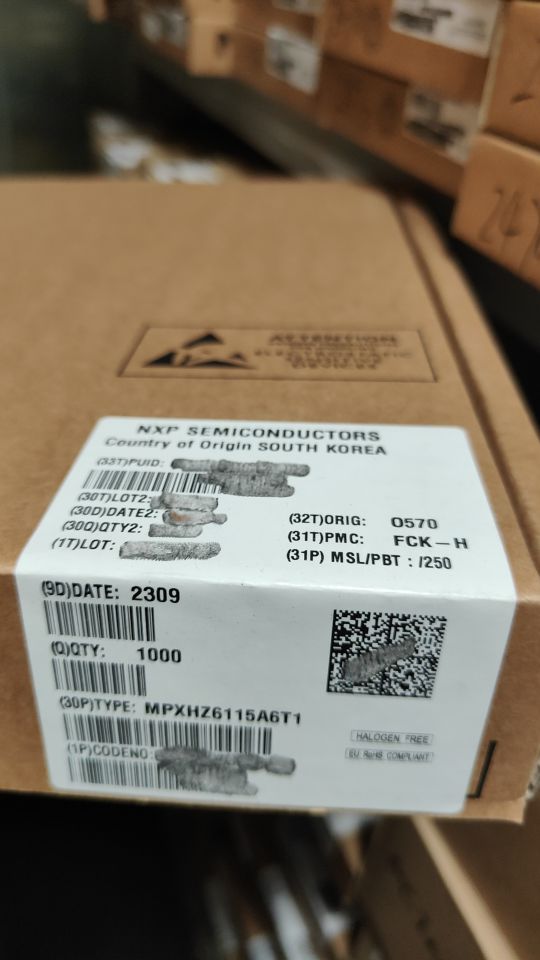 ATTENTION
NXP SEMICONDUCTORS
Country of Origin SOUTH KOREA
(33T)PUID:
(30T)LOT2:
(30D)DATE2:
(30Q)QTY2:
(1T)LOT:
(32T)ORIG: O570
(31T)PMC: FCK-H
(31P) MSL/PBT : /250
(9D)DATE: 2309
(Q)QTY: 1000
(30P)TYPE: MPXHZ6115A6T1
(1P)CODENO:
HALOGEN FREE
EU RoHS COMPLIANT